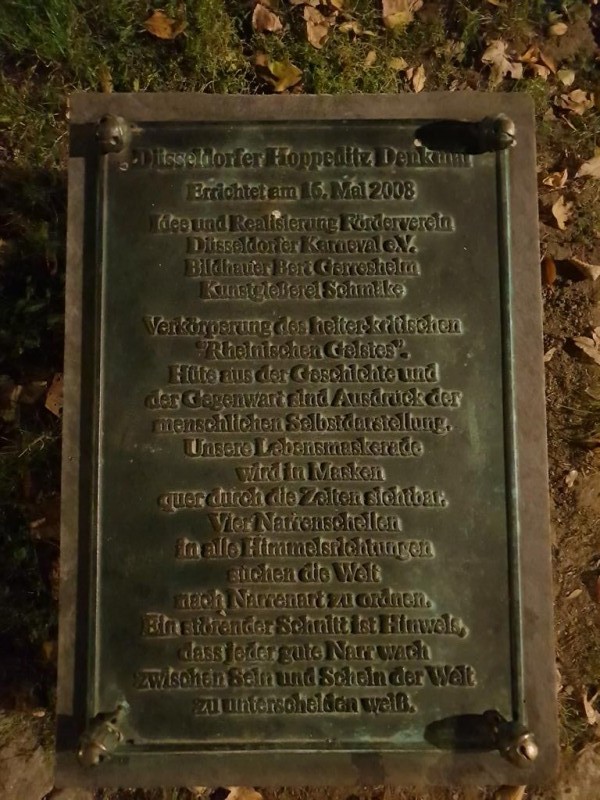 Düsseldorfer Hoppeditz Denkmal
Errichtet am 15. Mai 2008
Idee und Realisierung Förderverein
Düsseldorfer Karneval e.V.
Bildhauer Bert Gerresheim
Kunstgießerei Schmäke
Verkörperung des heiter-kritischen
"Rheinischen Geistes".
Hüte aus der Geschichte und
der Gegenwart sind Ausdruck der
menschlichen Selbstdarstellung.
Unsere Lebensmaskerade
wird in Masken
quer durch die Zeiten sichtbar.
Vier Narrenschellen
in alle Himmelsrichtungen
suchen die Welt
nach Narrenart zu ordnen.
Ein störender Schnitt ist Hinweis,
dass jeder gute Narr wach
zwischen Sein und Schein der Welt
zu unterscheiden weiß.